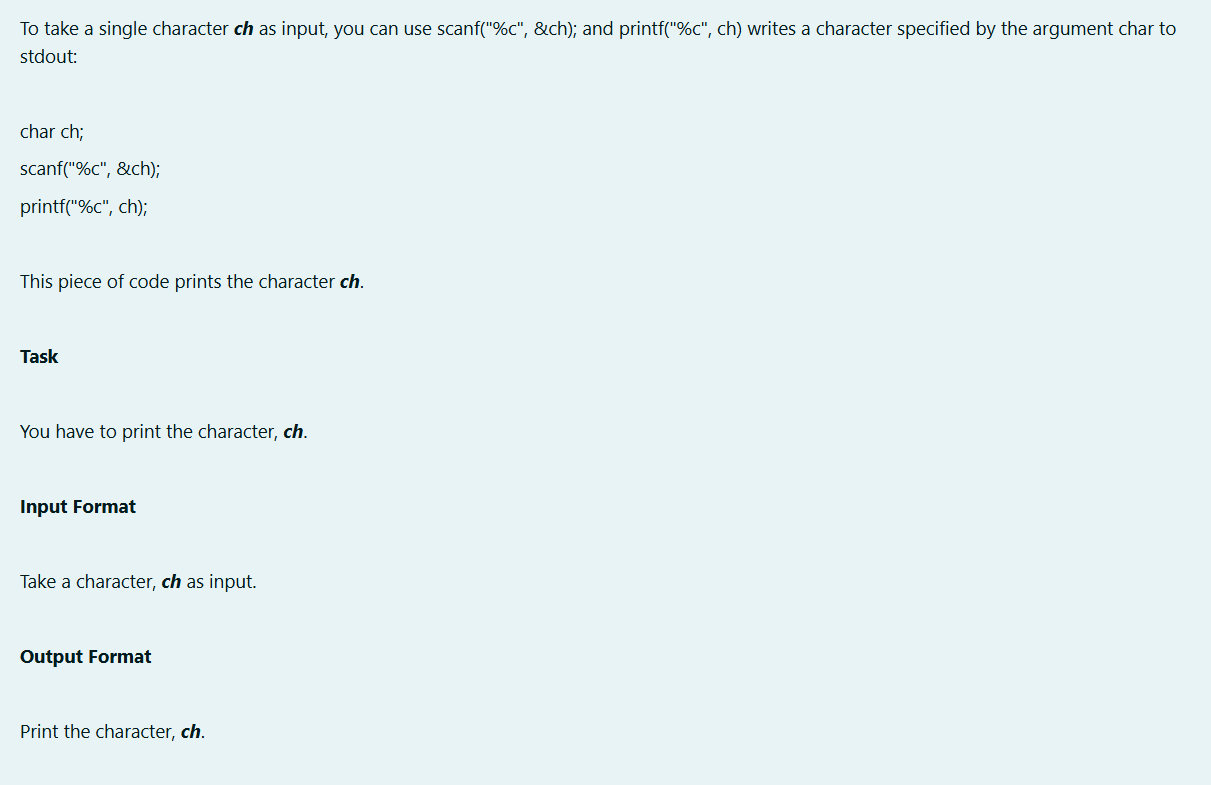 To take a single character ch as input, you can use scanf("%c", &ch); and printf("%c", ch) writes a character specified by the argument char to
stdout:
char ch;
scanf("%c", &ch);
printf("%c", ch);
This piece of code prints the character ch.
Task
You have to print the character, ch.
Input Format
Take a character, ch as input.
Output Format
Print the character, ch.